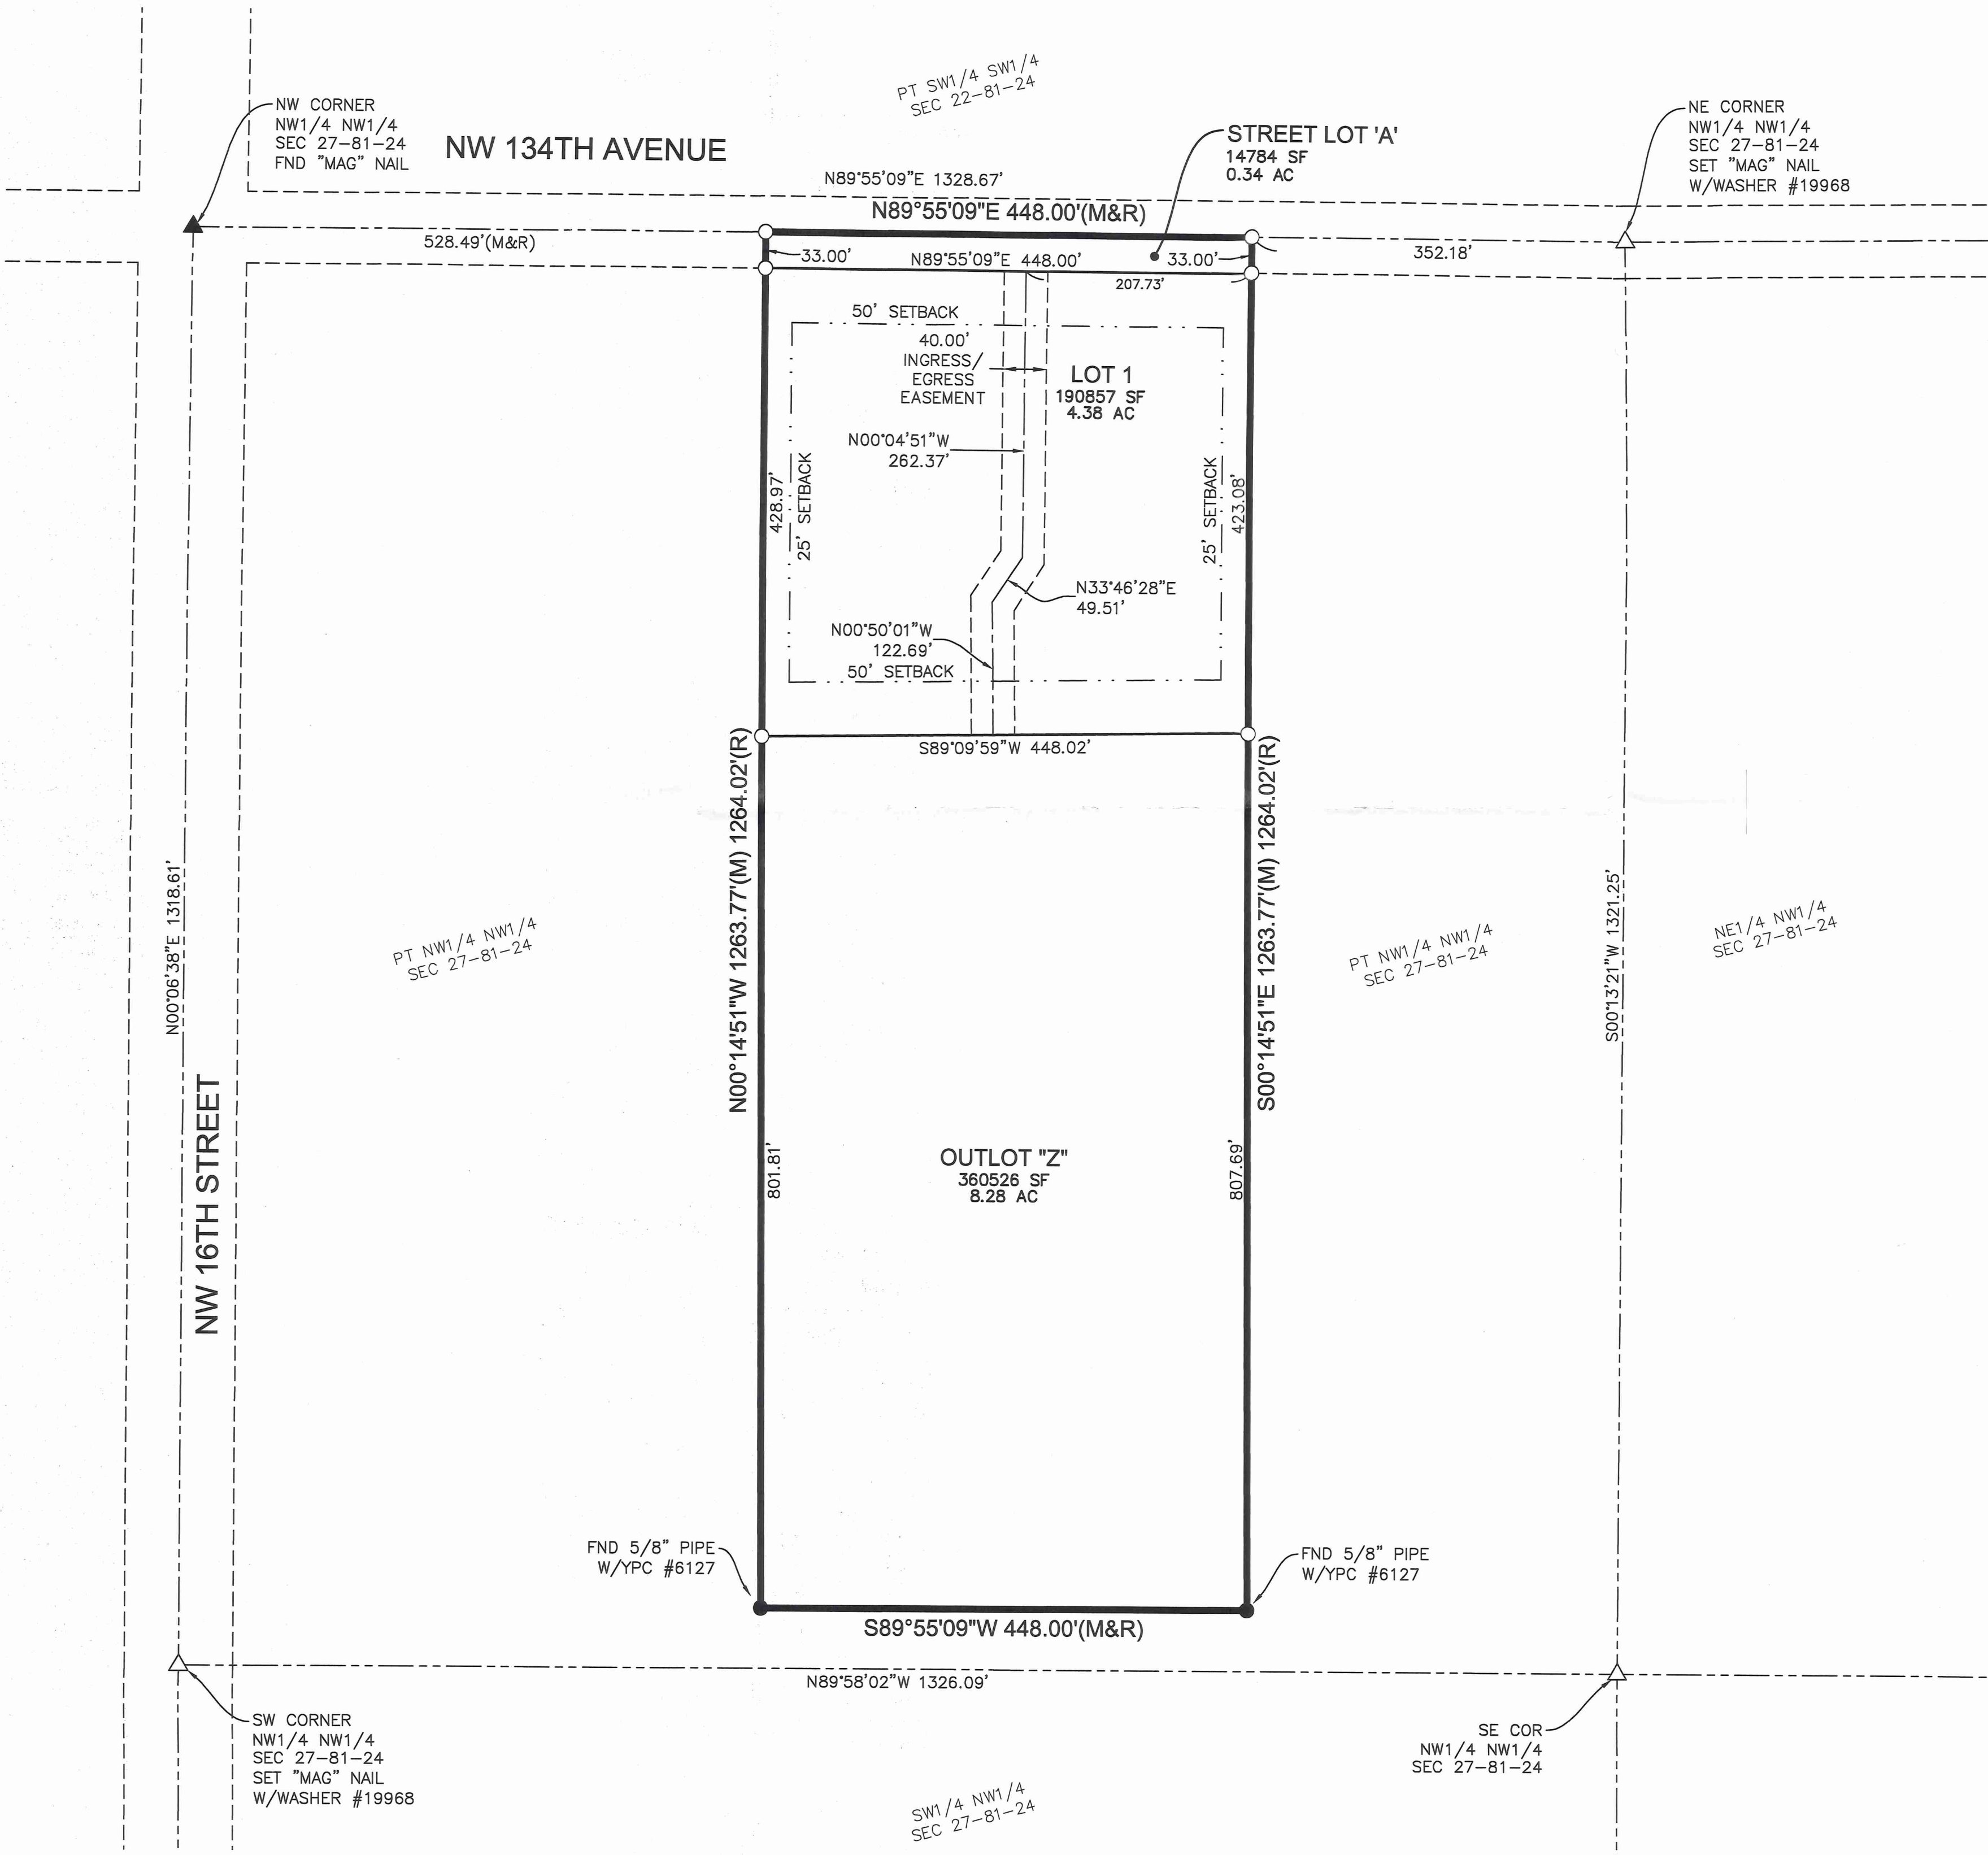 PT SW1/4 SW1/4
SEC 22-81-24
NW CORNER
NW1/4 NW1/4
SEC 27-81-24
FND "MAG" NAIL
NW 134TH AVENUE
STREET LOT 'A'
14784 SF
0.34 AC
NE CORNER
NW1/4 NW1/4
SEC 27-81-24
SET "MAG" NAIL
W/WASHER #19968
N89°55'09"E 1328.67'
N89°55'09"E 448.00'(M&R)
528.49'(M&R)
33.00'
N89°55'09"E 448.00'
33.00'
352.18'
207.73'
50' SETBACK
40.00'
INGRESS/
EGRESS
EASEMENT
LOT 1
190857 SF
4.38 AC
N00°04'51"W
262.37'
428.97'
25' SETBACK
25' SETBACK
423.08'
N33°46'28"E
49.51'
N00°50'01"W
122.69'
50' SETBACK
S89°09'59"W 448.02'
N00°14'51"W 1263.77'(M) 1264.02'(R)
S00°14'51"E 1263.77'(M) 1264.02'(R)
N00°06'38"E 1318.61'
S00°13'21"W 1321.25'
PT NW1/4 NW1/4
SEC 27-81-24
PT NW1/4 NW1/4
SEC 27-81-24
NE1/4 NW1/4
SEC 27-81-24
NW 16TH STREET
801.81'
OUTLOT "Z"
360526 SF
8.28 AC
807.69'
FND 5/8" PIPE
W/YPC #6127
FND 5/8" PIPE
W/YPC #6127
S89°55'09"W 448.00'(M&R)
N89°58'02"W 1326.09'
SW CORNER
NW1/4 NW1/4
SEC 27-81-24
SET "MAG" NAIL
W/WASHER #19968
SE COR
NW1/4 NW1/4
SEC 27-81-24
SW1/4 NW1/4
SEC 27-81-24